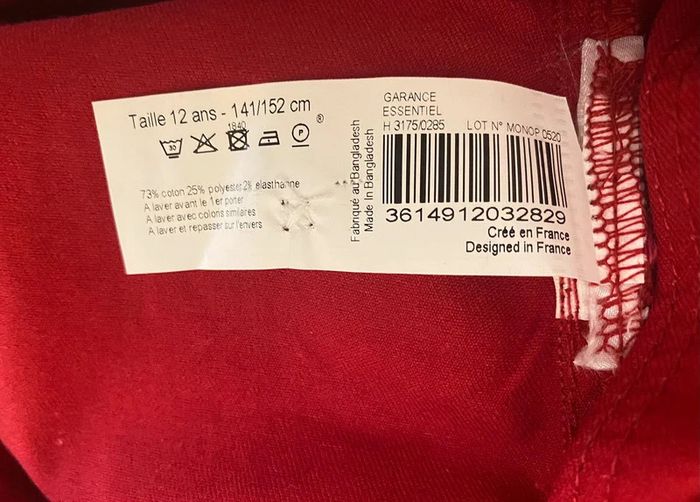 Taille 12 ans - 141/152 cm
1840
30
P
®
73% coton 25% polyester 2% elasthanne
A laver avant le 1er porter
A laver avec coloris similaires
A laver et repasser sur l'envers
Fabriqué au Bangladesh
Made In Bangladesh
GARANCE
ESSENTIEL
H 3175/0285 LOT N° MONOP 0520
3614912032829
Créé en France
Designed in France